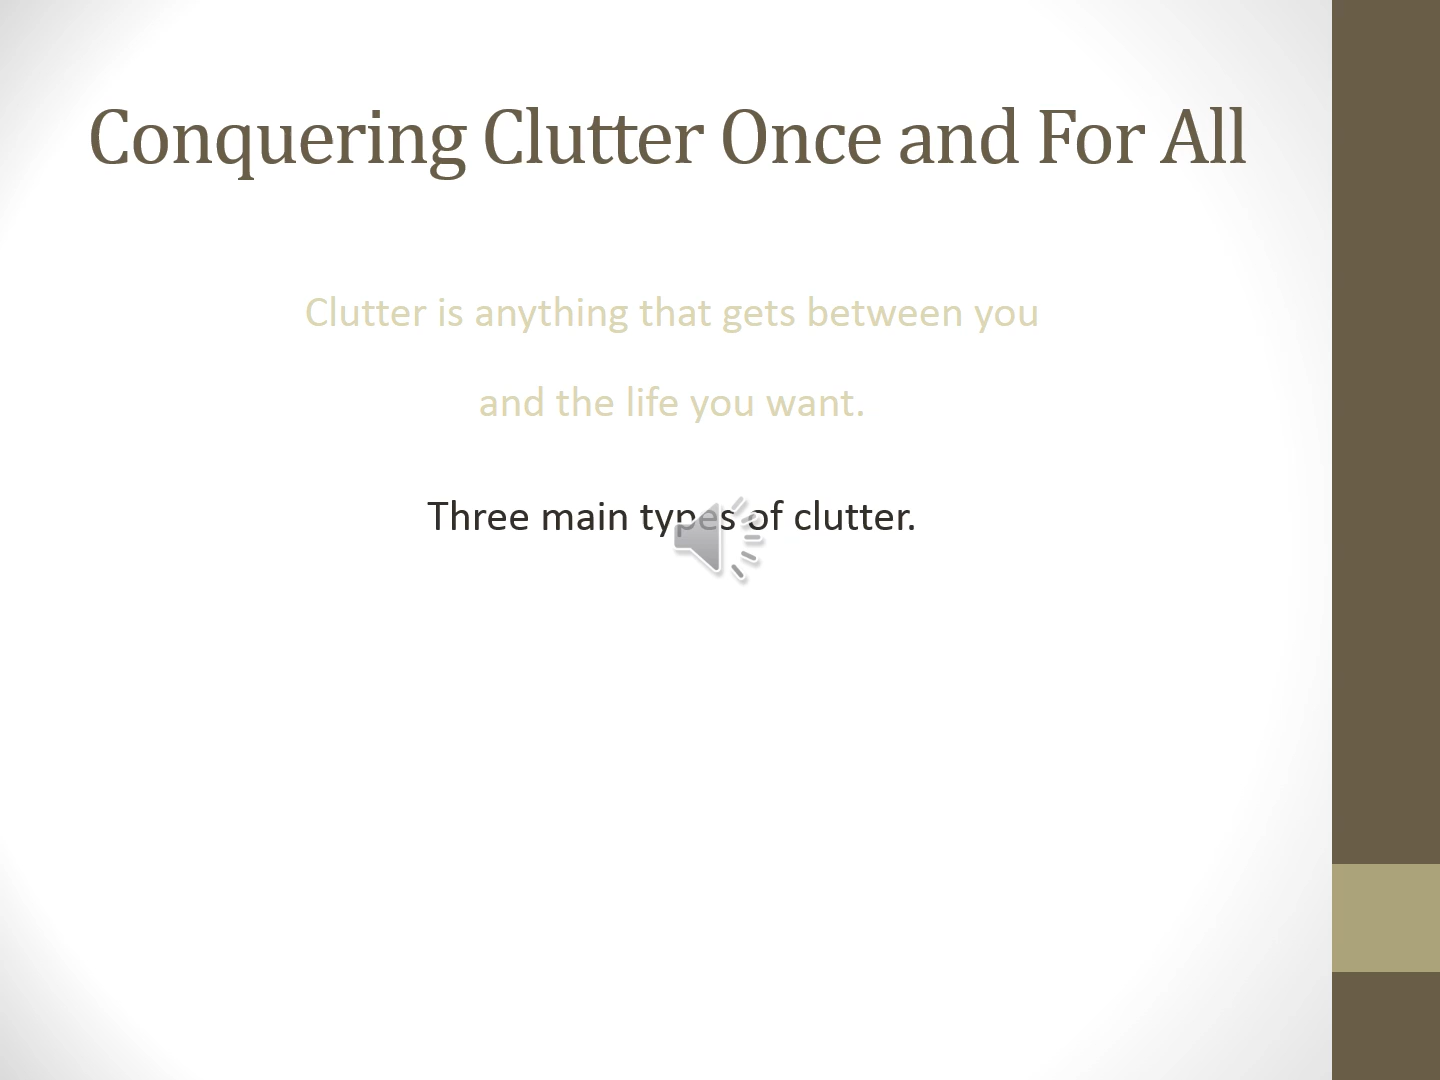 Conquering Clutter Once and For All
Clutter is anything that gets between you
and the life you want.
Three main types of clutter.